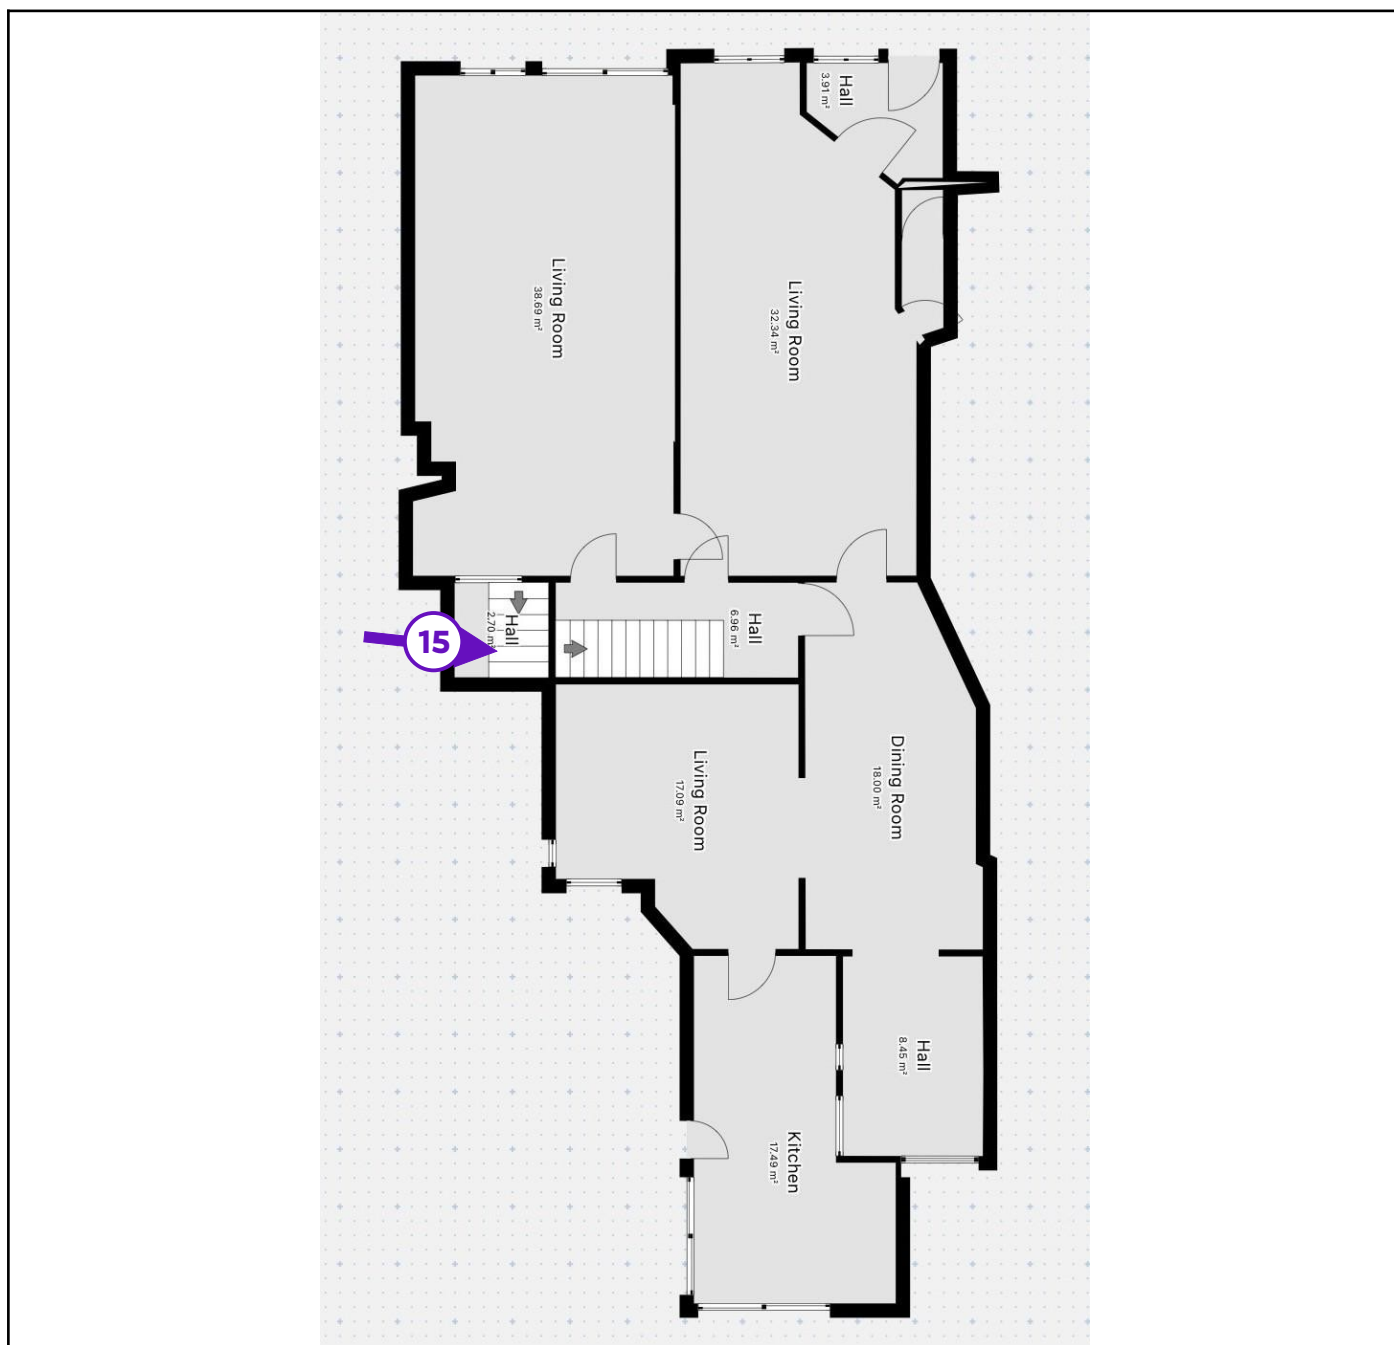 Hall
3.91 m²
Living Room
38.69 m²
Living Room
32.34 m²
Hall
2.70 m²
15
Hall
6.96 m²
Living Room
17.09 m²
Dining Room
18.00 m²
Hall
8.45 m²
Kitchen
17.49 m²